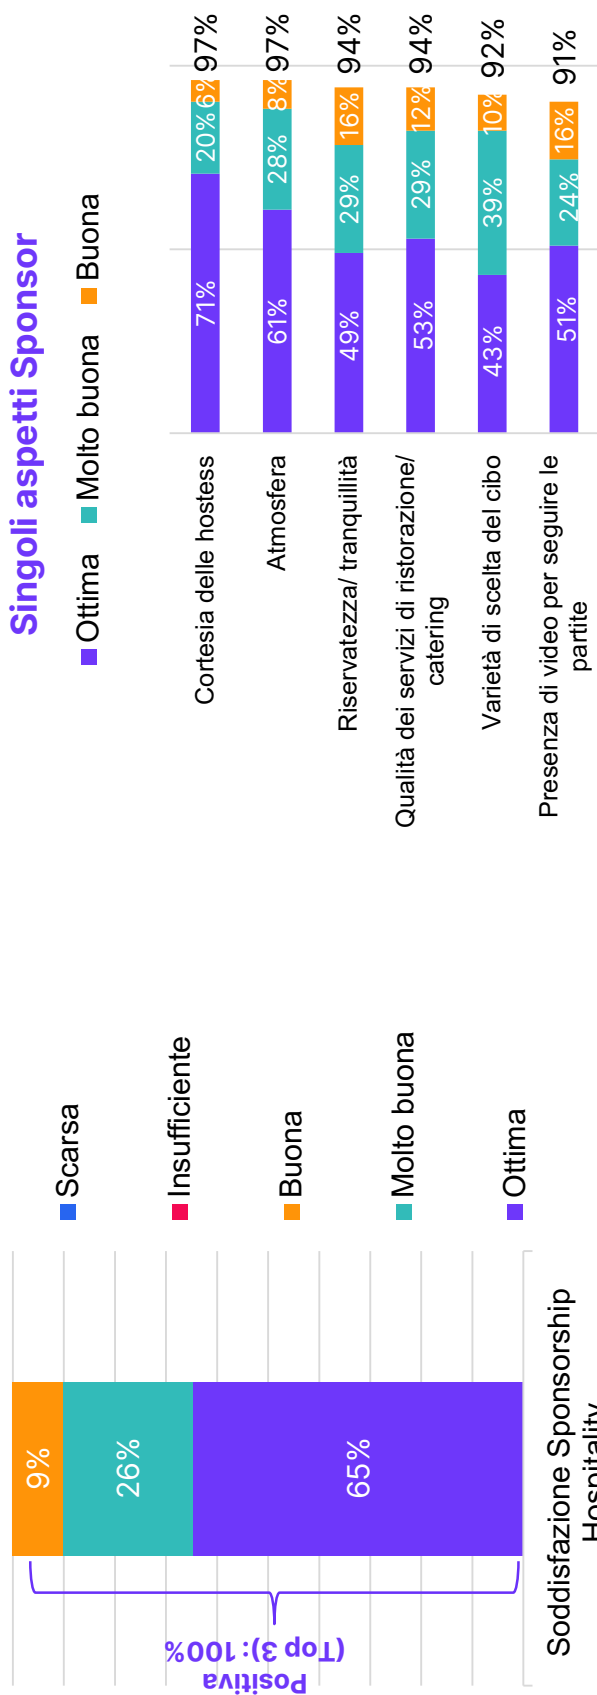 Positiva
(Top 3): 100%
9%
26%
65%
Soddisfazione Sponsorship
Hospitality
Scarsa
Insufficiente
Buona
Molto buona
Ottima
Singoli aspetti Sponsor
Ottima
Molto buona
Buona
Cortesia delle hostess
71%
20%
6%
97%
Atmosfera
61%
28%
8%
97%
Riservatezza/ tranquillità
49%
29%
16%
94%
Qualità dei servizi di ristorazione/
catering
53%
29%
12%
94%
Varietà di scelta del cibo
43%
39%
10%
92%
Presenza di video per seguire le
partite
51%
24%
16%
91%